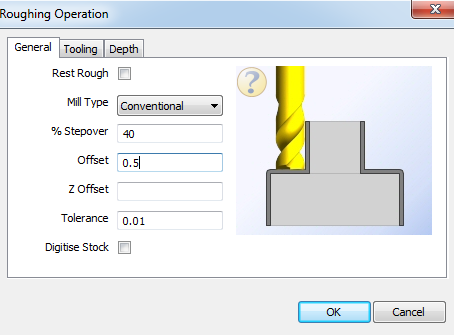 Roughing Operation
General Tooling Depth
Rest Rough
Mill Type Conventional
% Stepover 40
Offset 0.5
Z Offset
Tolerance 0.01
Digitise Stock
?
OK Cancel